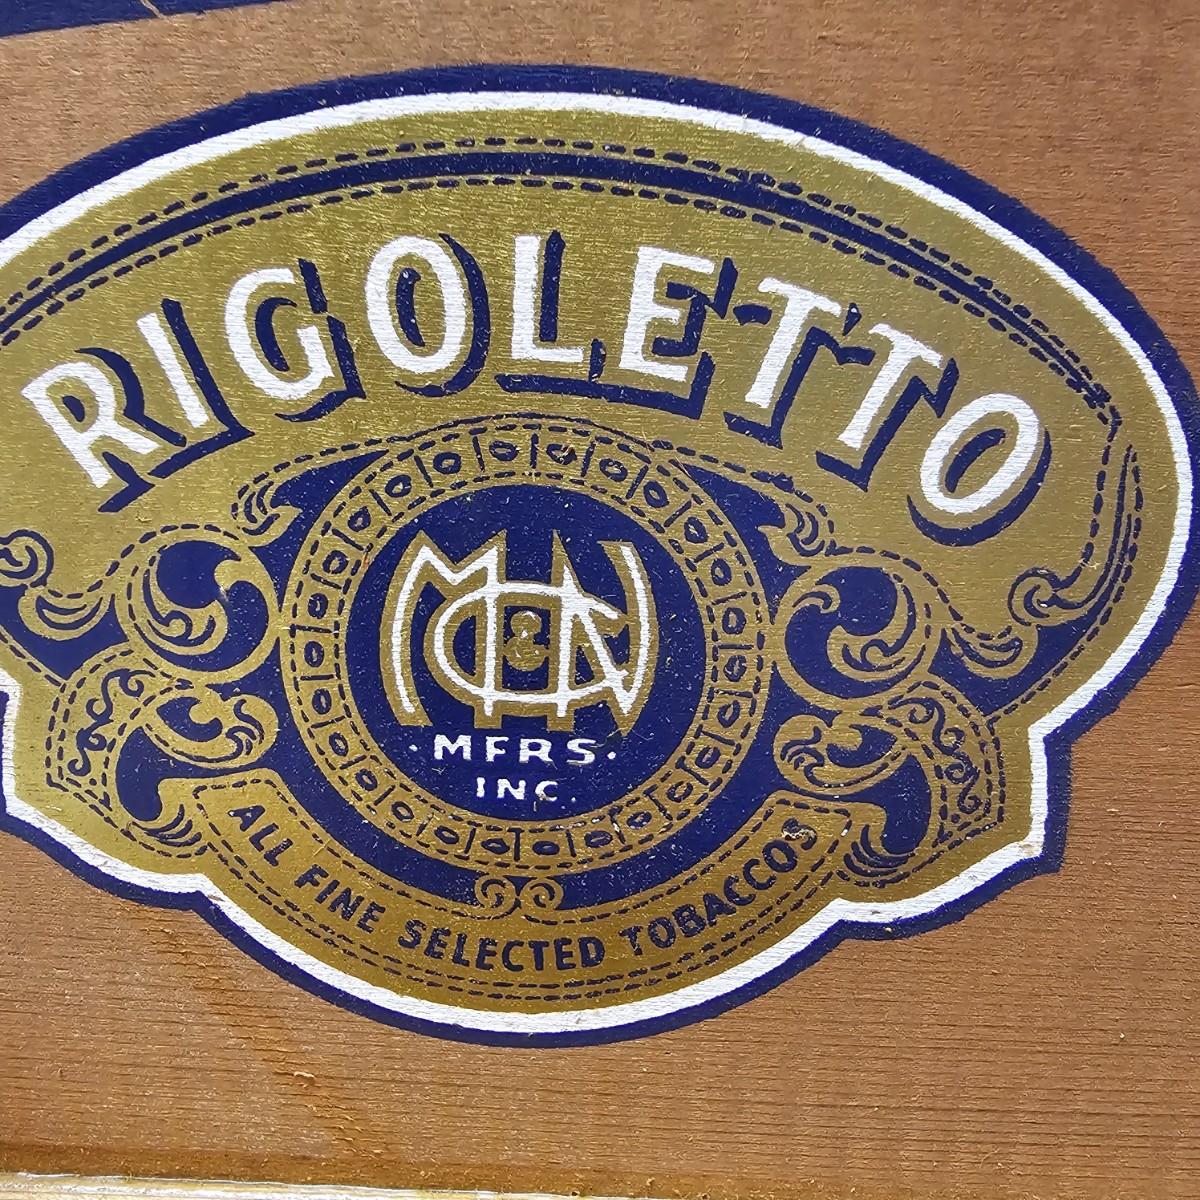 RIGOLETTO
&
· MFRS. ·
INC.
ALL FINE SELECTED TOBACCOS